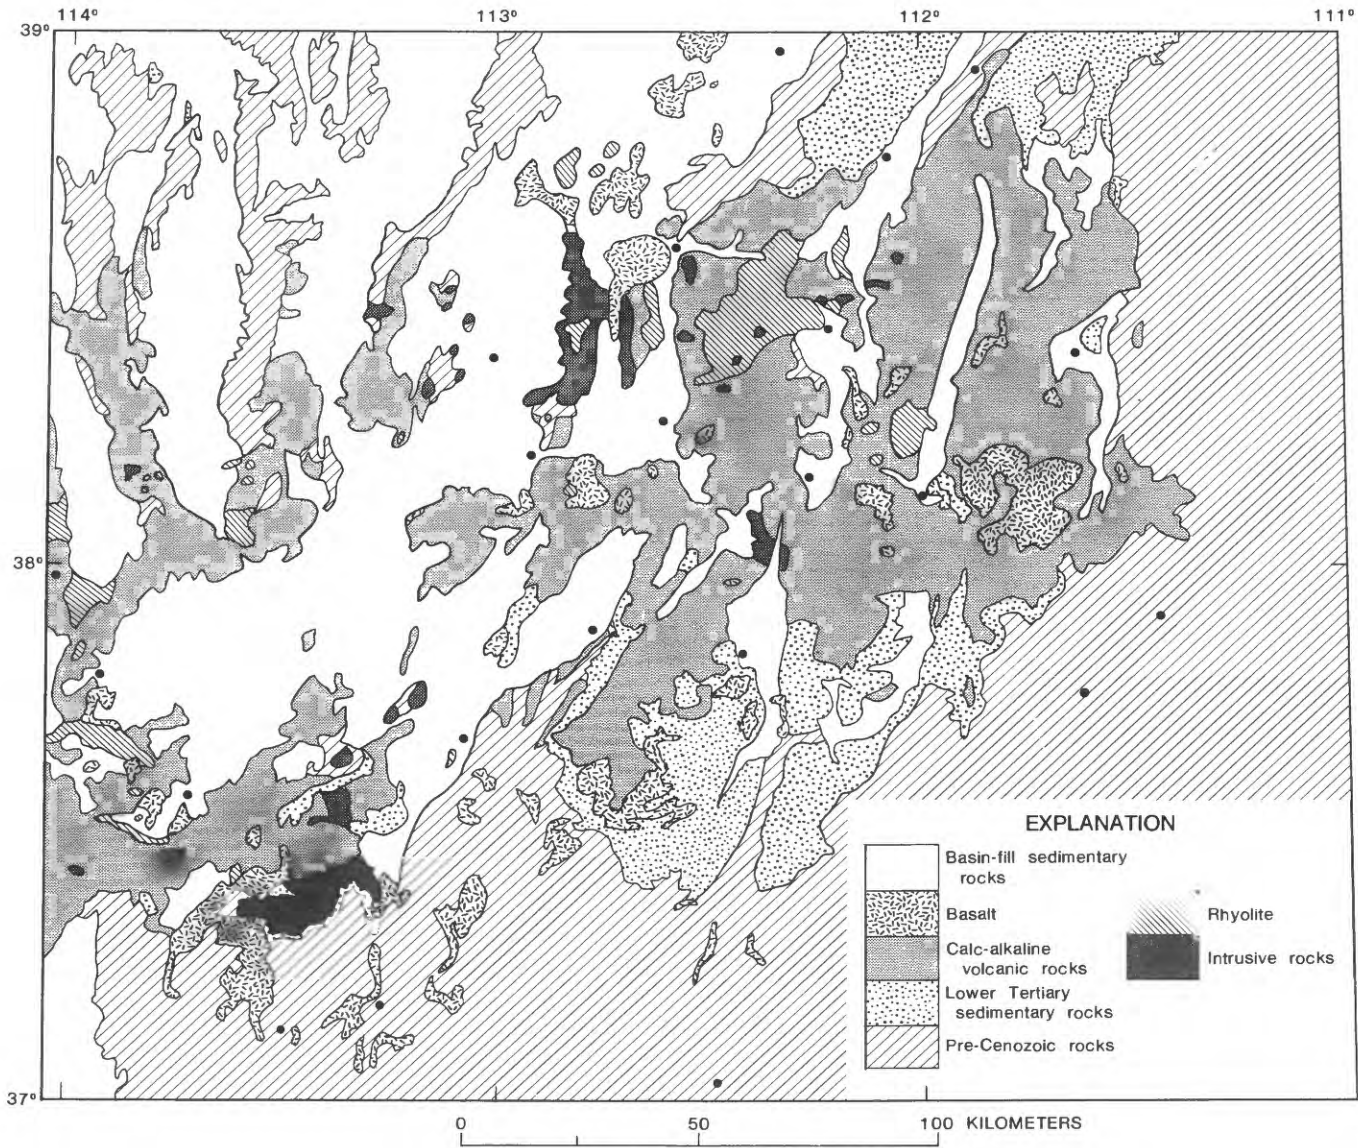 114° 113° 112° 111°
39°
38°
37°
EXPLANATION
Basin-fill sedimentary
rocks
Basalt
Calc-alkaline
volcanic rocks
Lower Tertiary
sedimentary rocks
Pre-Cenozoic rocks
Rhyolite
Intrusive rocks
0 50 100 KILOMETERS